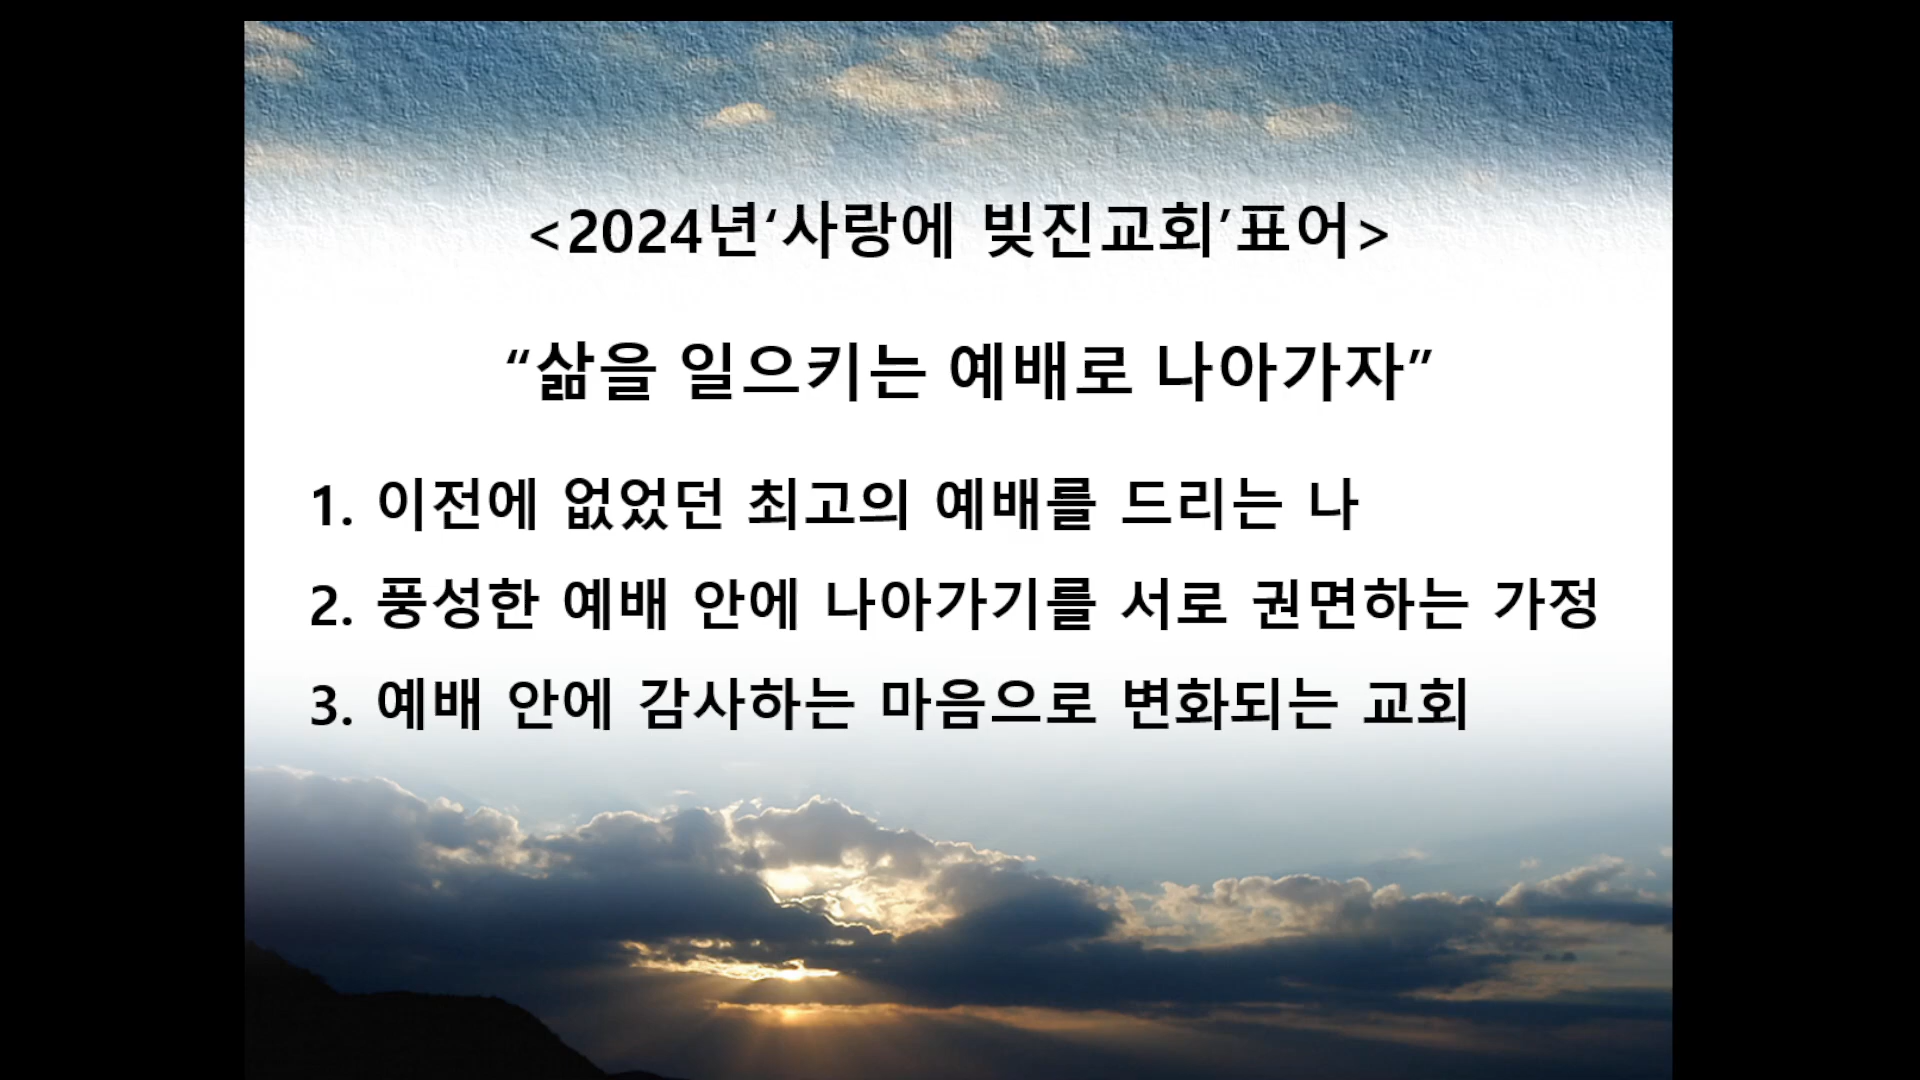 <2024년‘사랑에 빚진교회’표어>
“삶을 일으키는 예배로 나아가자”
1. 이전에 없었던 최고의 예배를 드리는 나
2. 풍성한 예배 안에 나아가기를 서로 권면하는 가정
3. 예배 안에 감사하는 마음으로 변화되는 교회